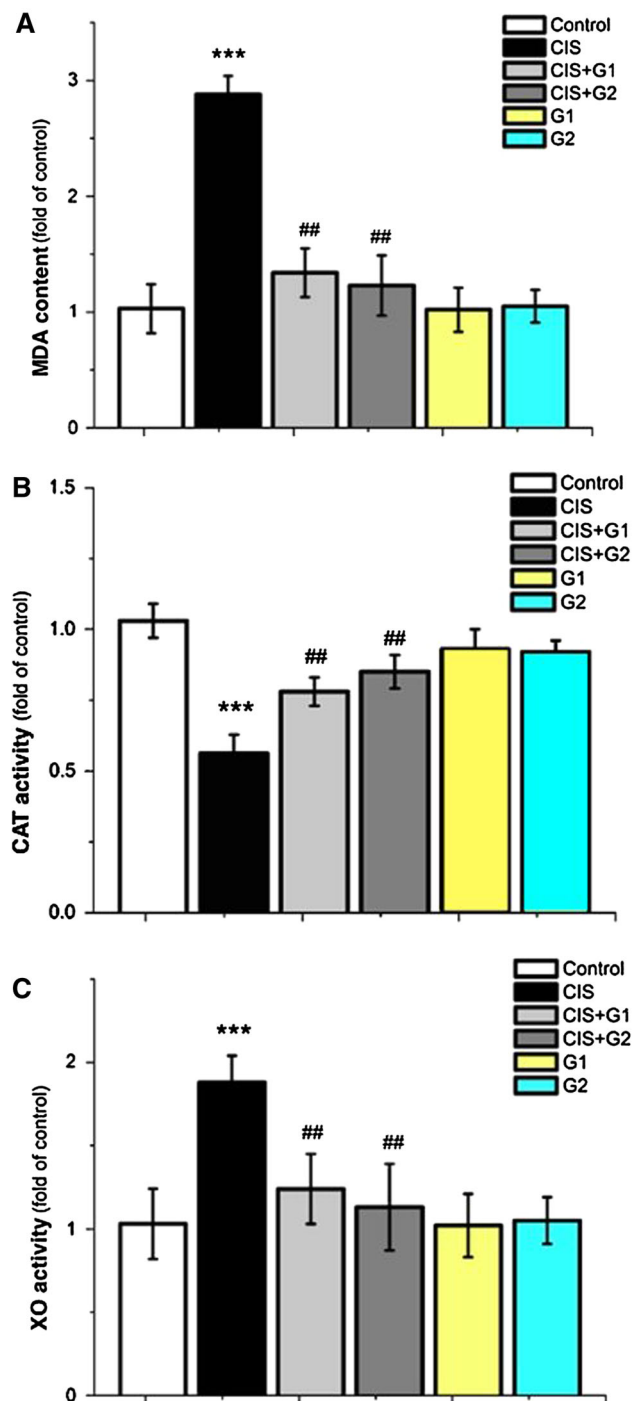 A
Control
CIS
CIS+G1
CIS+G2
G1
G2
MDA content (fold of control)
3
2
1
0
***
##
##
B
Control
CIS
CIS+G1
CIS+G2
G1
G2
CAT activity (fold of control)
1.5
1.0
0.5
0.0
***
##
##
C
Control
CIS
CIS+G1
CIS+G2
G1
G2
XO activity (fold of control)
2
1
0
***
##
##